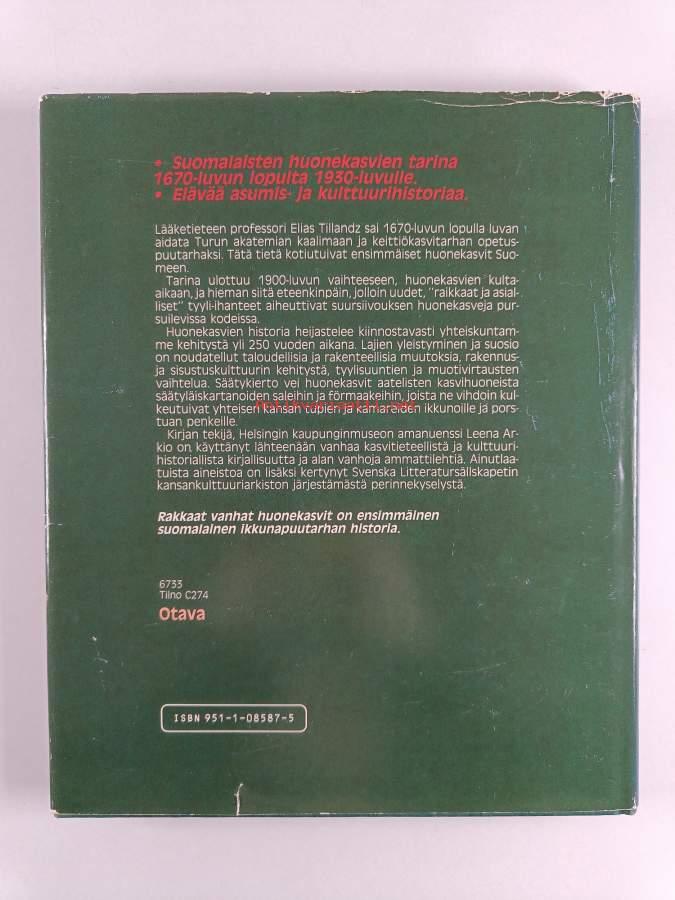 • Suomalaisten huonekasvien tarina
1670-luvun lopulta 1930-luvulle.
• Elävää asumis- ja kulttuurihistoriaa.
Lääketieteen professori Elias Tillandz sai 1670-luvun lopulla luvan
aidata Turun akatemian kaalimaan ja keittiökasvitarhan opetus-
puutarhaksi. Tätä tietä kotiutuivat ensimmäiset huonekasvit Suo-
meen.
Tarina ulottuu 1900-luvun vaihteeseen, huonekasvien kulta-
aikaan, ja hieman siitä eteenkinpäin, jolloin uudet, "raikkaat ja asial-
liset" tyyli-ihanteet aiheuttivat suursiivouksen huonekasveja pur-
suilevissa kodeissa.
Huonekasvien historia heijastelee kiinnostavasti yhteiskuntam-
me kehitystä yli 250 vuoden aikana. Lajien yleistyminen ja suosio
on noudatellut taloudellisia ja rakenteellisia muutoksia, rakennus-
ja sisustuskulttuurin kehitystä, tyylisuuntien ja muotivirtausten
vaihtelua. Säätykierto vei huonekasvit aatelisten kasvihuoneista
säätyläiskartanoiden saleihin ja förmaakeihin, joista ne vihdoin kul-
keutuivat yhteisen kansan tupien ja kamareiden ikkunoille ja pors-
tuan penkeille.
Kirjan tekijä, Helsingin kaupunginmuseon amanuenssi Leena Ar-
kio on käyttänyt lähteenään vanhaa kasvitieteellistä ja kulttuuri-
historiallista kirjallisuutta ja alan vanhoja ammattilehtiä. Ainutlaa-
tuista aineistoa on lisäksi kertynyt Svenska Litteratursällskapetin
kansankulttuuriarkiston järjestämästä perinnekyselystä.
Rakkaat vanhat huonekasvit on ensimmäinen
suomalainen ikkunapuutarhan historia.
6733
Tilno C274
Otava
ISBN 951-1-08587-5